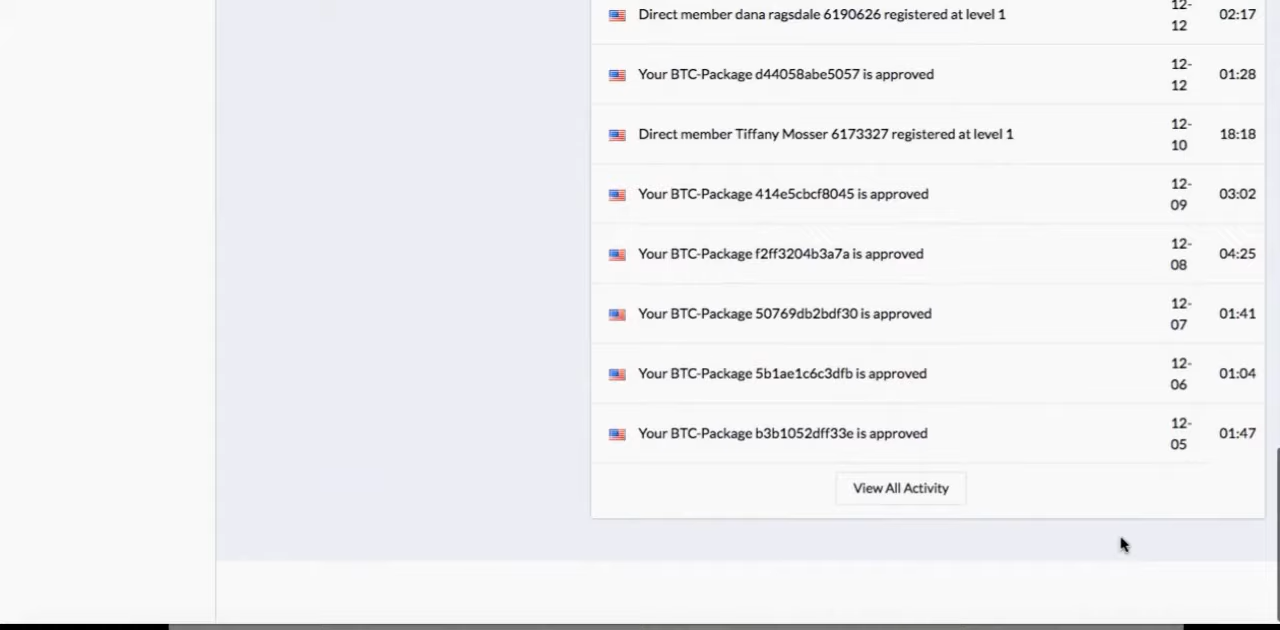 Direct member dana ragsdale 6190626 registered at level 1 12-12 02:17
Your BTC-Package d44058abe5057 is approved 12-12 01:28
Direct member Tiffany Mosser 6173327 registered at level 1 12-10 18:18
Your BTC-Package 414e5cbcf8045 is approved 12-09 03:02
Your BTC-Package f2ff3204b3a7a is approved 12-08 04:25
Your BTC-Package 50769db2bdf30 is approved 12-07 01:41
Your BTC-Package 5b1ae1c6c3dfb is approved 12-06 01:04
Your BTC-Package b3b1052dff33e is approved 12-05 01:47
View All Activity